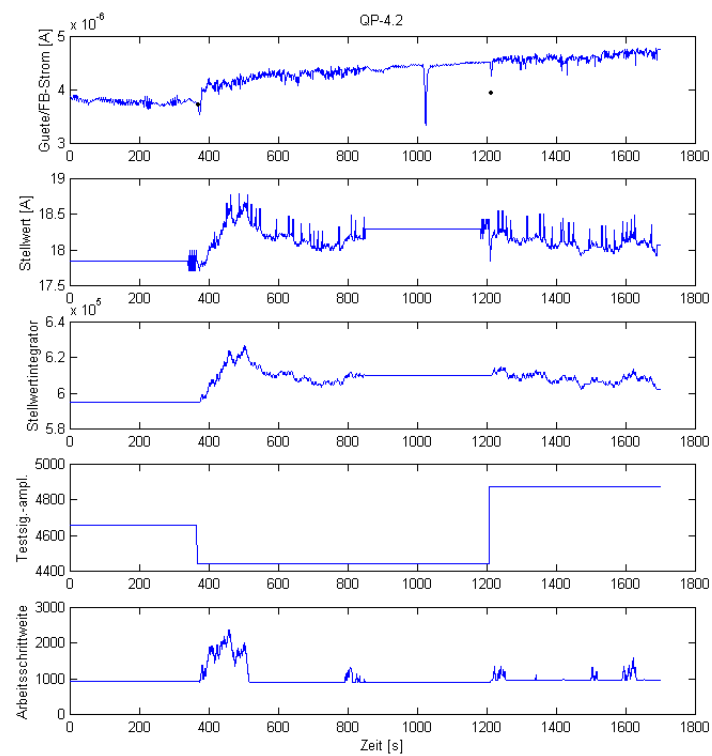 QP-4.2
x 10^-6
Guete/FB-Strom [A]
5
4
3
0 200 400 600 800 1000 1200 1400 1600 1800
Stellwert [A]
19
18.5
18
17.5
0 200 400 600 800 1000 1200 1400 1600 1800
x 10^5
Stellwertintegrator
6.4
6.2
6
5.8
0 200 400 600 800 1000 1200 1400 1600 1800
Testsig.-ampl.
5000
4800
4600
4400
0 200 400 600 800 1000 1200 1400 1600 1800
Arbeitsschrittweite
3000
2000
1000
0
0 200 400 600 800 1000 1200 1400 1600 1800
Zeit [s]